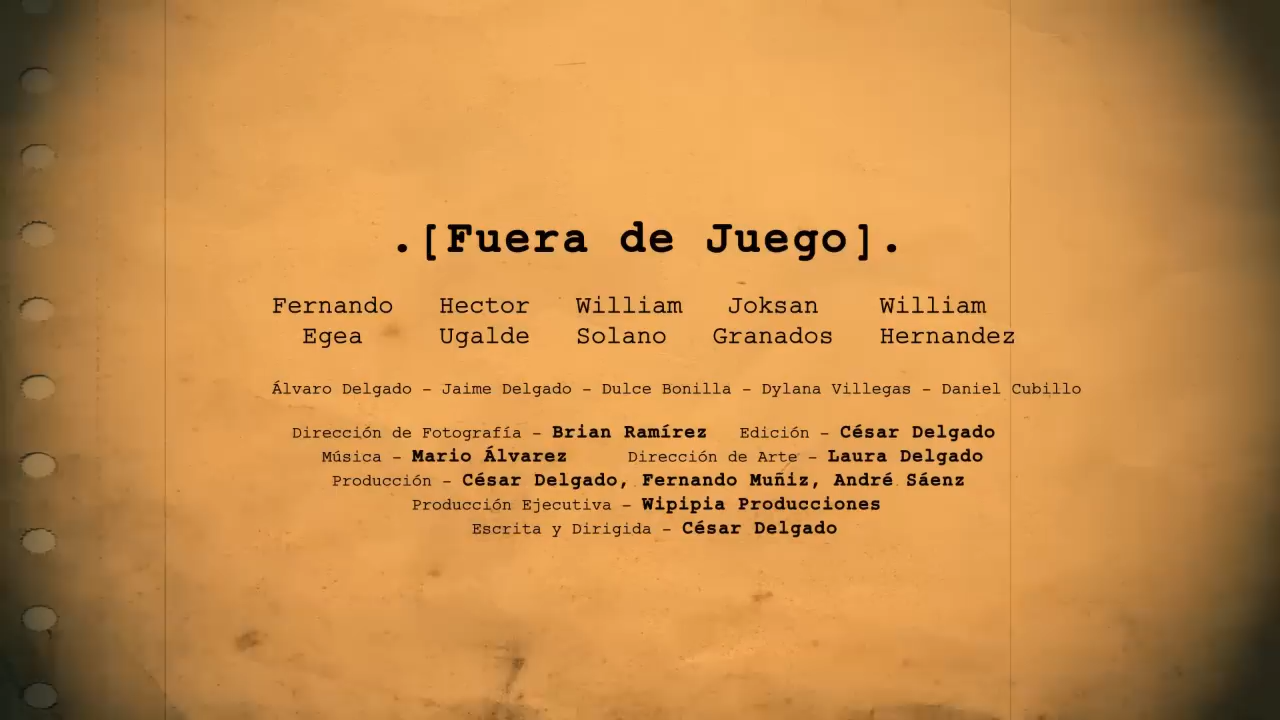 .[Fuera de Juego].
Fernando Hector William Joksan William
Egea Ugalde Solano Granados Hernandez
Álvaro Delgado - Jaime Delgado - Dulce Bonilla - Dylana Villegas - Daniel Cubillo
Dirección de Fotografía - Brian Ramírez Edición - César Delgado
Música - Mario Álvarez Dirección de Arte - Laura Delgado
Producción - César Delgado, Fernando Muñiz, André Sáenz
Producción Ejecutiva - Wipipia Producciones
Escrita y Dirigida - César Delgado